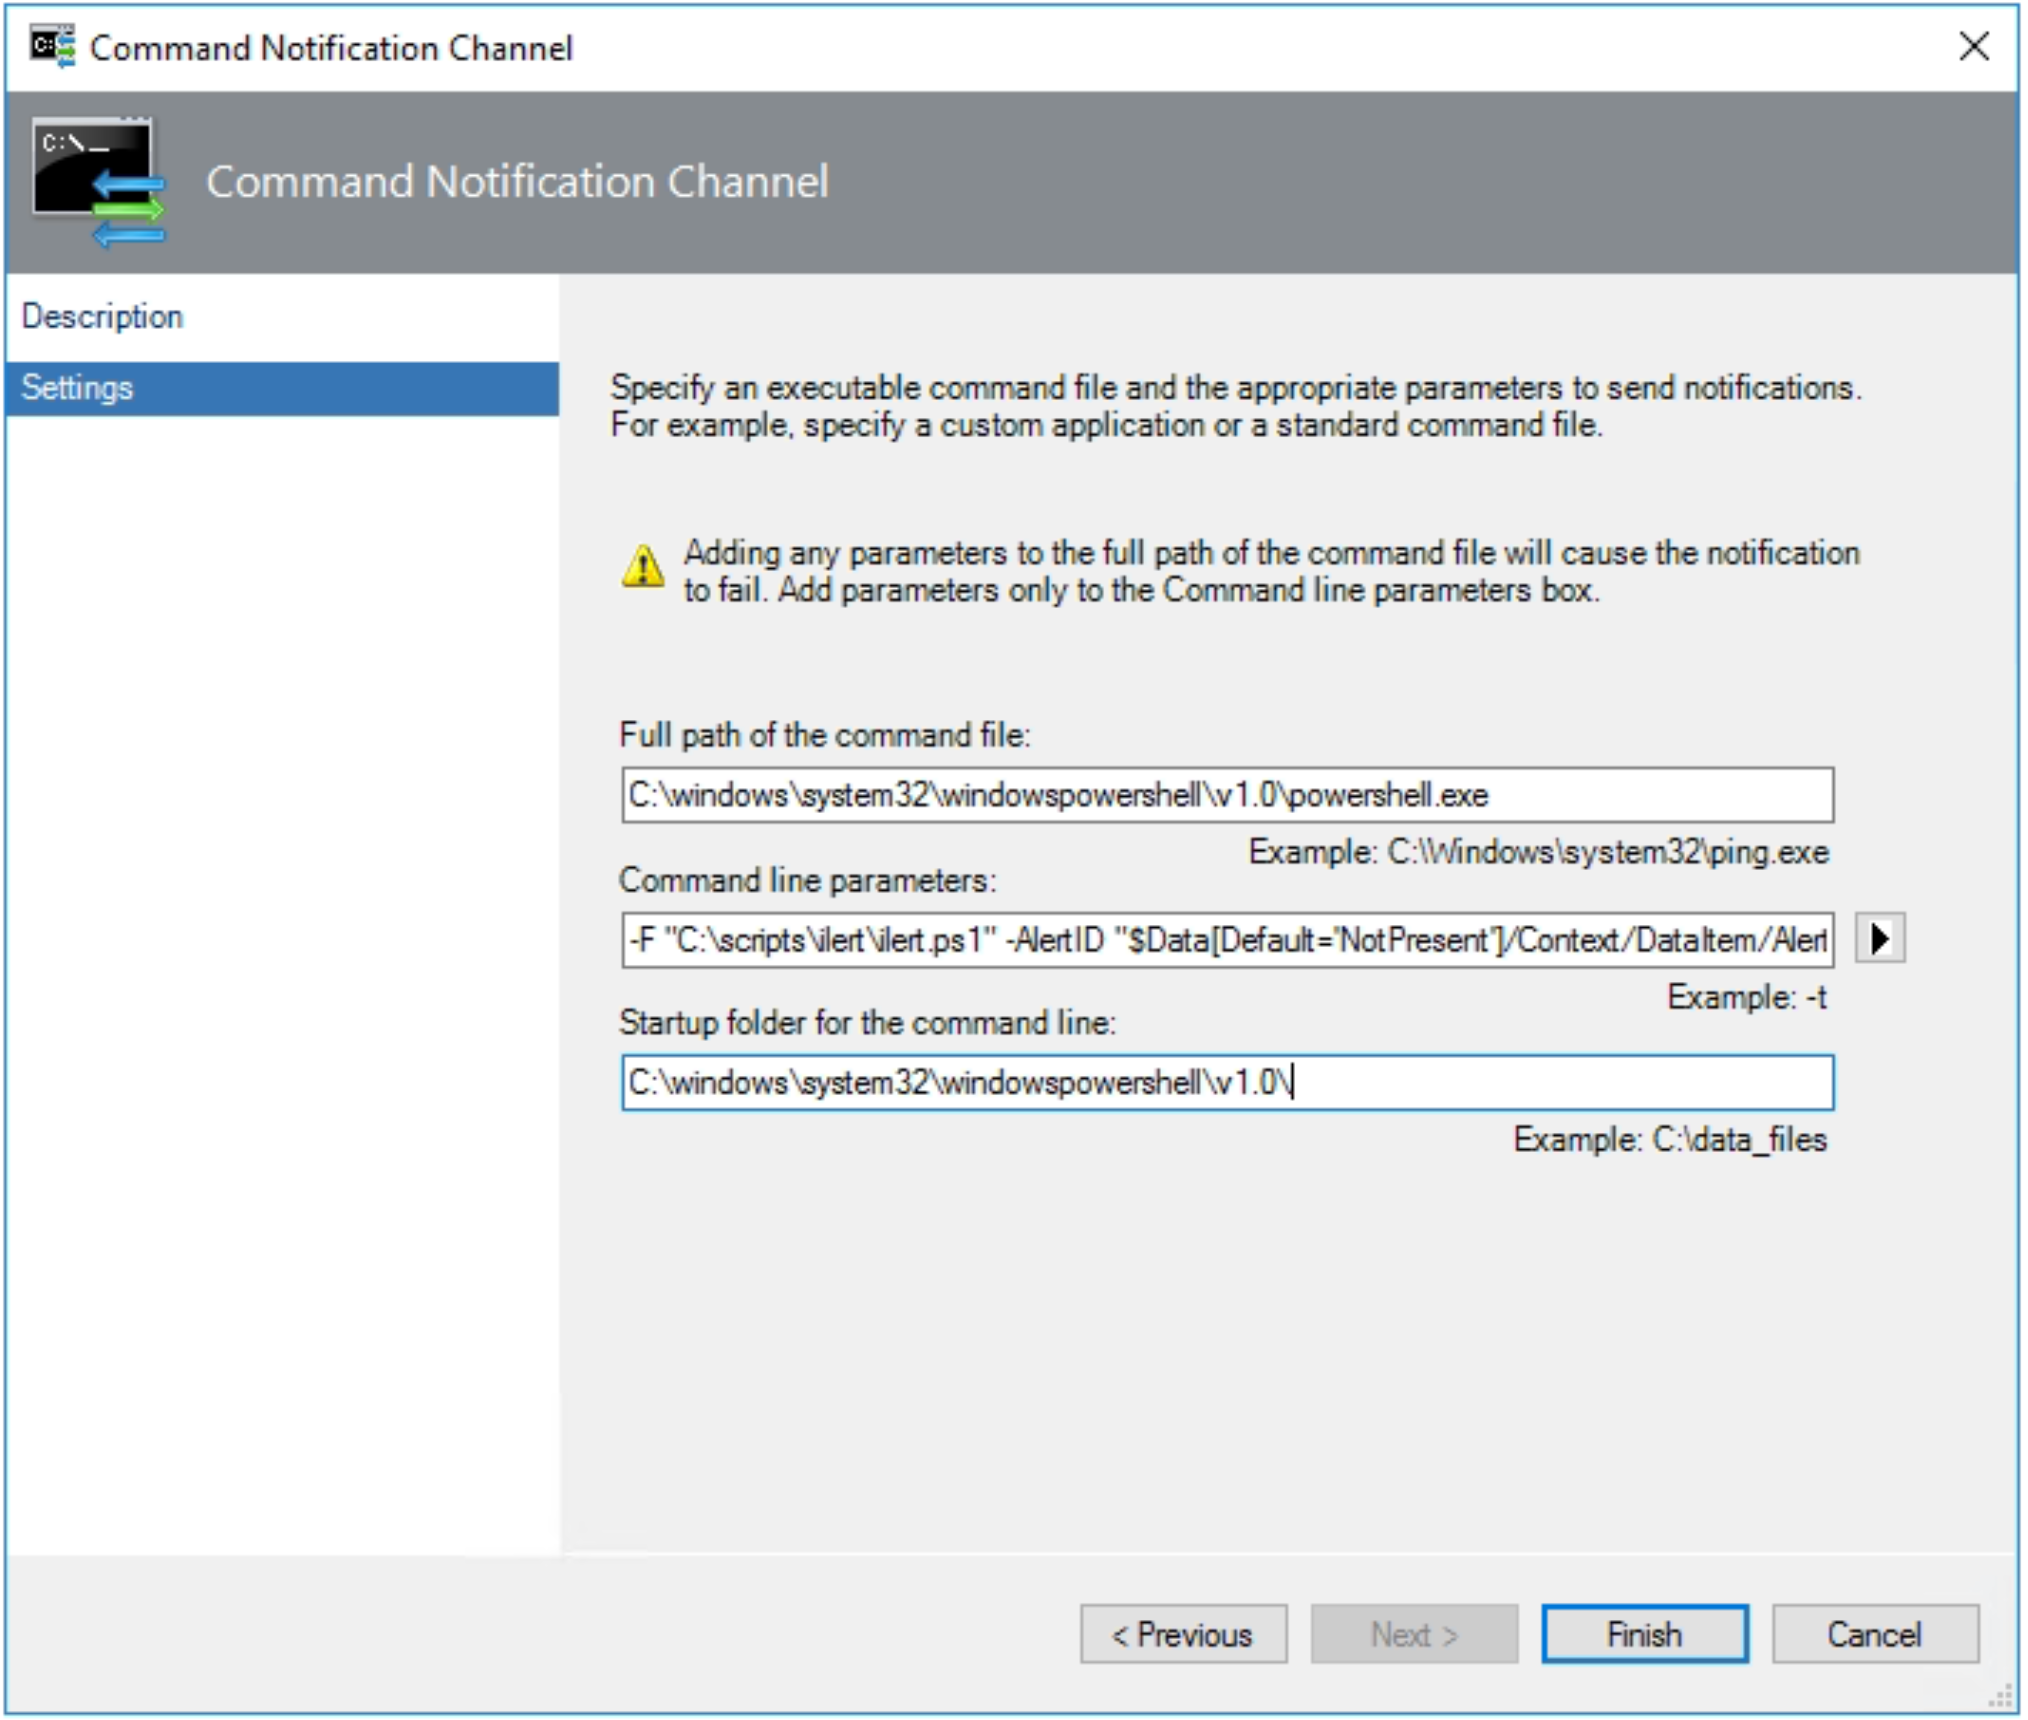 Command Notification Channel
C:\_
Command Notification Channel
Description
Settings
Specify an executable command file and the appropriate parameters to send notifications.
For example, specify a custom application or a standard command file.
Adding any parameters to the full path of the command file will cause the notification
to fail. Add parameters only to the Command line parameters box.
Full path of the command file:
C:\windows\system32\windowspowershell\v1.0\powershell.exe
Example: C:\Windows\system32\ping.exe
Command line parameters:
-F "C:\scripts\ilert\ilert.ps1" -AlertID "$Data[Default='NotPresent']/Context/DataItem/Alert
Example: -t
Startup folder for the command line:
C:\windows\system32\windowspowershell\v1.0\
Example: C:\data_files
< Previous
Next >
Finish
Cancel